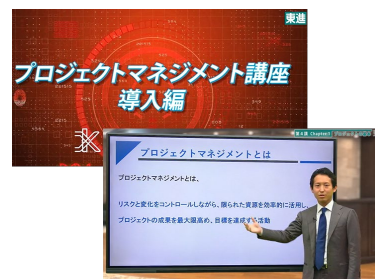 東進
プロジェクトマネジメント講座
導入編
プロジェクトマネジメントとは
プロジェクトマネジメントとは、
リスクと変化をコントロールしながら、限られた資源を効率的に活用し、
プロジェクトの成果を最大限高め、目標を達成する活動